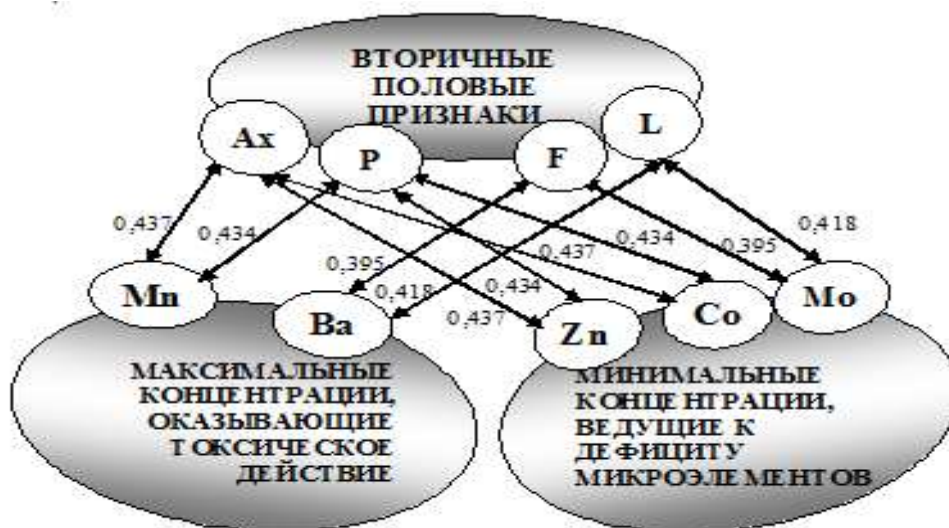 ВТОРИЧНЫЕ
ПОЛОВЫЕ
ПРИЗНАКИ
Ax
P
F
L
0,437
0,434
0,395
0,418
0,437
0,434
0,437
0,434
0,395
0,418
Mn
Ba
Zn
Co
Mo
МАКСИМАЛЬНЫЕ
КОНЦЕНТРАЦИИ,
ОКАЗЫВАЮЩИЕ
ТОКСИЧЕСКОЕ
ДЕЙСТВИЕ
МИНИМАЛЬНЫЕ
КОНЦЕНТРАЦИИ,
ВЕДУЩИЕ К
ДЕФИЦИТУ
МИКРОЭЛЕМЕНТОВ